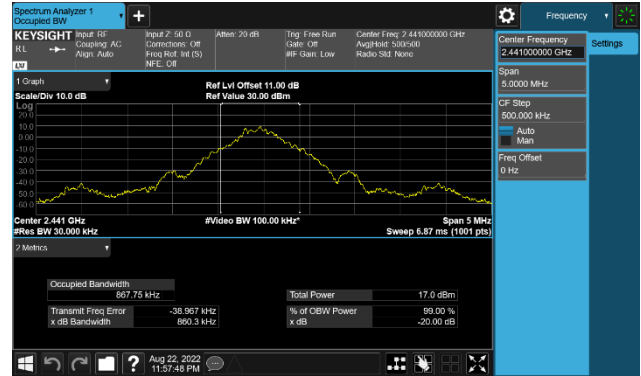 Spectrum Analyzer 1
Occupied BW
Frequency
KEYSIGHT
RL
Input: RF
Coupling: AC
Align: Auto
Input Z: 50 Ω
Corrections: Off
Freq Ref: Int (S)
NFE: Off
Atten: 20 dB
Trig: Free Run
Gate: Off
#IF Gain: Low
Center Freq: 2.441000000 GHz
Avg|Hold: 500/500
Radio Std: None
LXI
Center Frequency
2.441000000 GHz
Settings
Span
5.0000 MHz
CF Step
500.000 kHz
Auto
Man
Freq Offset
0 Hz
1 Graph
Scale/Div 10.0 dB
Ref Lvl Offset 11.00 dB
Ref Value 30.00 dBm
Log
20.0
10.0
0.00
-10.0
-20.0
-30.0
-40.0
-50.0
-60.0
Center 2.441 GHz
#Video BW 100.00 kHz*
Span 5 MHz
#Res BW 30.000 kHz
Sweep 6.87 ms (1001 pts)
2 Metrics
Occupied Bandwidth
867.75 kHz
Total Power
17.0 dBm
Transmit Freq Error
-38.967 kHz
% of OBW Power
99.00 %
x dB Bandwidth
860.3 kHz
x dB
-20.00 dB
?
Aug 22, 2022
11:57:48 PM